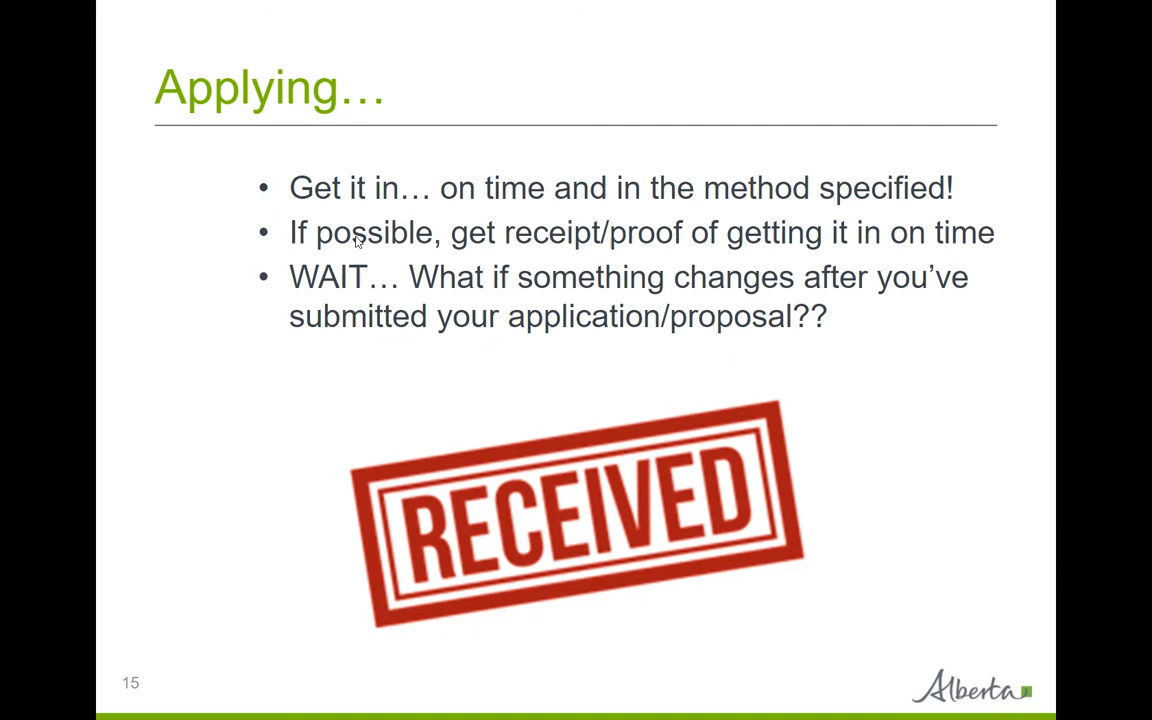 Applying…
• Get it in… on time and in the method specified!
• If possible, get receipt/proof of getting it in on time
• WAIT… What if something changes after you’ve
submitted your application/proposal??
RECEIVED
15
Alberta